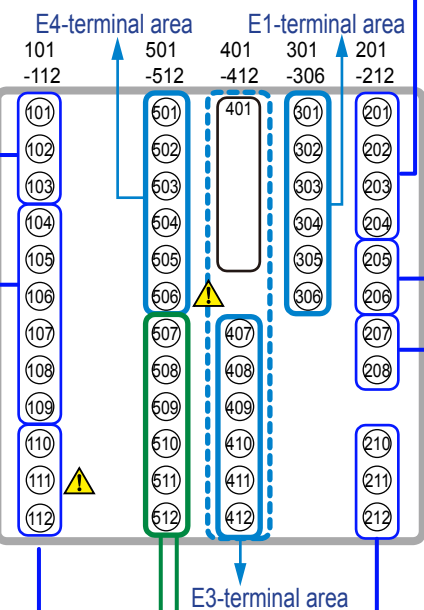 E4-terminal area
E1-terminal area
101 501 401 301 201
-112 -512 -412 -306 -212
101 501 401 301 201
102 502 302 202
103 503 303 203
104 504 304 204
105 505 305 205
106 506 306 206
107 507 407 207
108 508 408 208
109 509 409
110 510 410 210
111 511 411 211
112 512 412 212
E3-terminal area